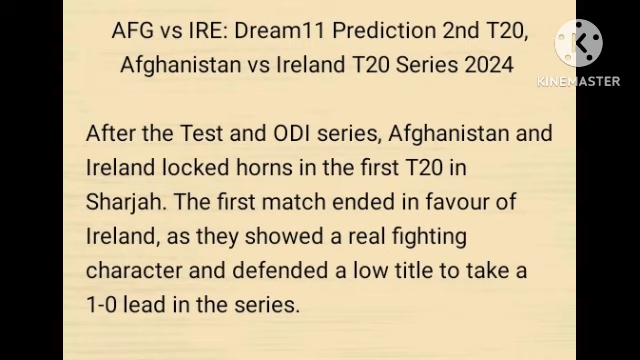 AFG vs IRE: Dream11 Prediction 2nd T20,
Afghanistan vs Ireland T20 Series 2024
KINEMASTER
After the Test and ODI series, Afghanistan and
Ireland locked horns in the first T20 in
Sharjah. The first match ended in favour of
Ireland, as they showed a real fighting
character and defended a low title to take a
1-0 lead in the series.